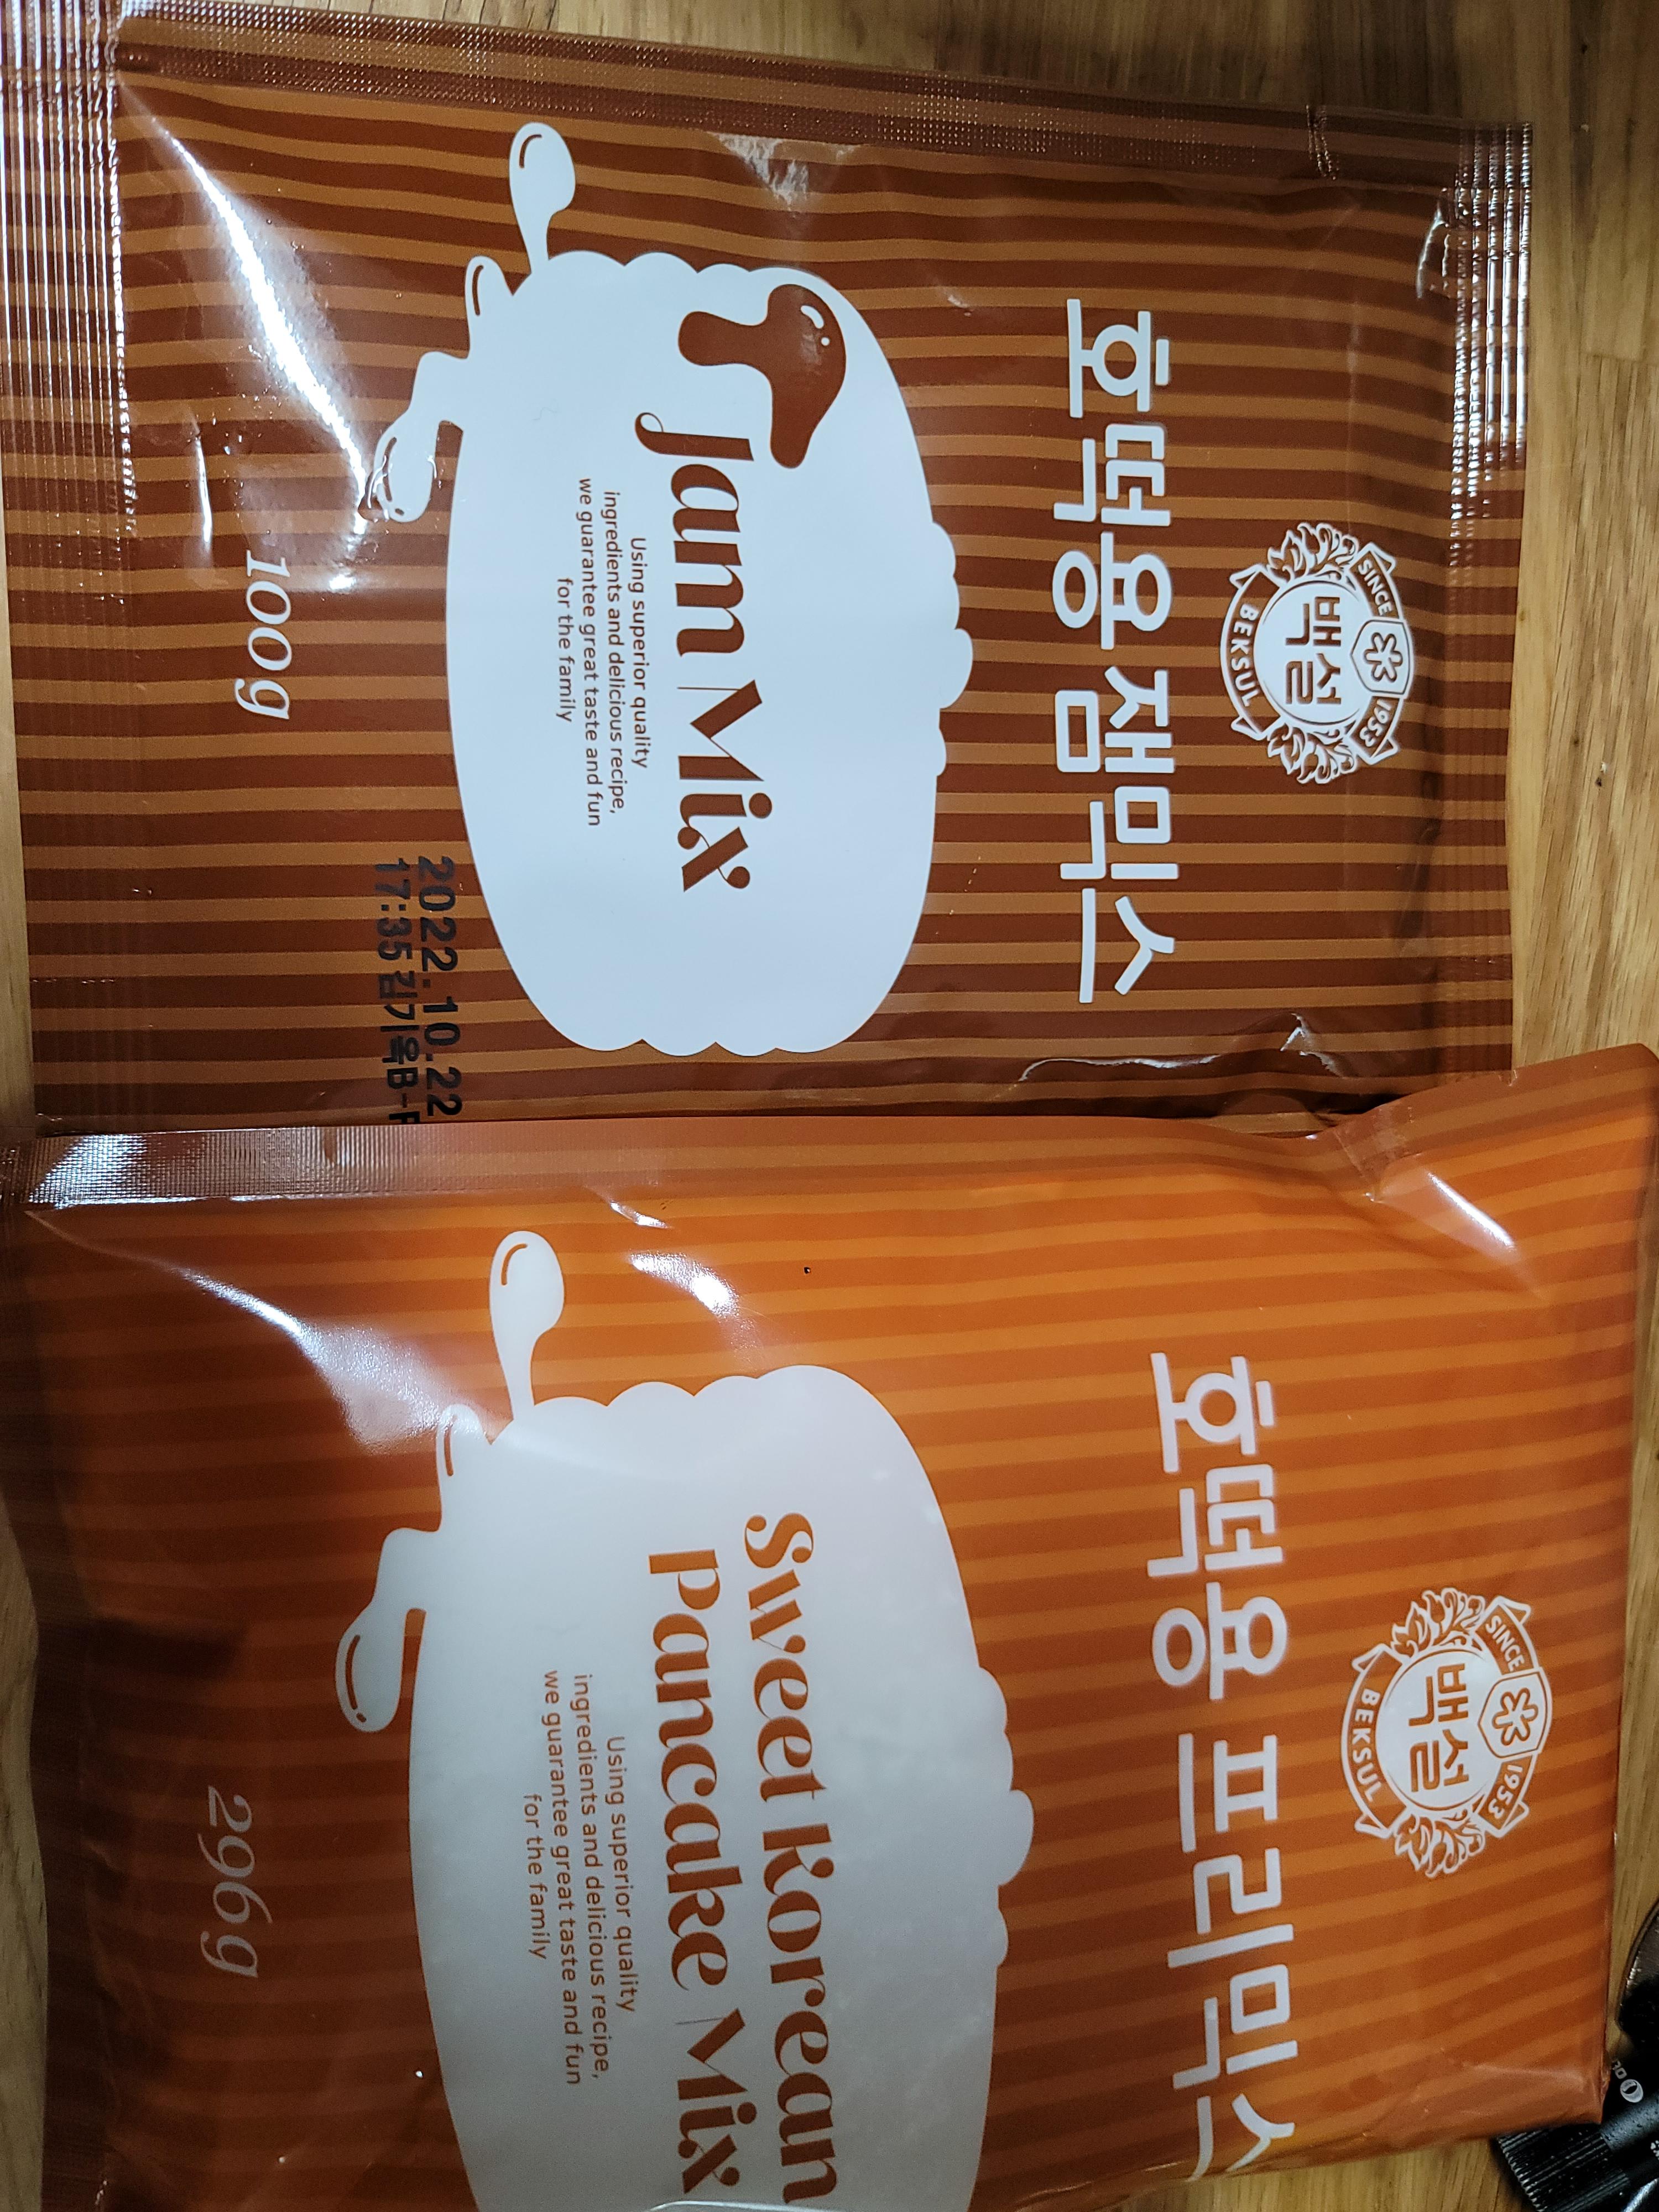 SINCE 1953
백설
BEKSUL
호떡용 잼믹스
Jam Mix
Using superior quality
ingredients and delicious recipe,
we guarantee great taste and fun
for the family
2022.10.22
17:35
100g
SINCE 1953
백설
BEKSUL
호떡용 프리믹스
Sweet Korean
Pancake Mix
Using superior quality
ingredients and delicious recipe,
we guarantee great taste and fun
for the family
296g